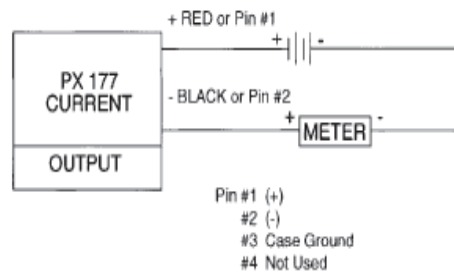 + RED or Pin #1
+ -
PX 177
CURRENT
- BLACK or Pin #2
+ METER -
OUTPUT
Pin #1 (+)
#2 (-)
#3 Case Ground
#4 Not Used